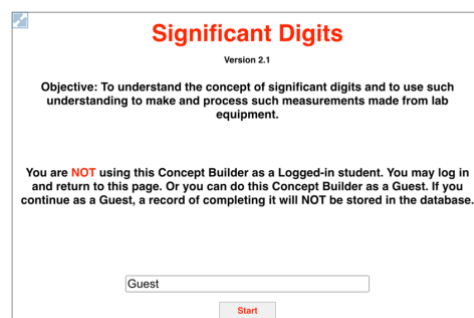 Significant Digits
Version 2.1
Objective: To understand the concept of significant digits and to use such
understanding to make and process such measurements made from lab
equipment.
You are NOT using this Concept Builder as a Logged-in student. You may log in
and return to this page. Or you can do this Concept Builder as a Guest. If you
continue as a Guest, a record of completing it will NOT be stored in the database.
Guest
Start